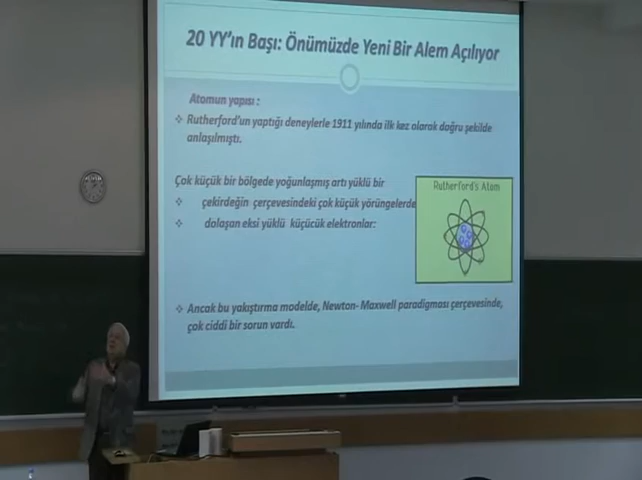 20 YY'ın Başı: Önümüzde Yeni Bir Alem Açılıyor
Atomun yapısı :
Rutherford'un yaptığı deneylerle 1911 yılında ilk kez olarak doğru şekilde
anlaşılmıştı.
Çok küçük bir bölgede yoğunlaşmış artı yüklü bir
çekirdeğin çerçevesindeki çok küçük yörüngelerde
dolaşan eksi yüklü küçücük elektronlar:
Rutherford's Atom
Ancak bu yakıştırma modelde, Newton- Maxwell paradigması çerçevesinde,
çok ciddi bir sorun vardı.